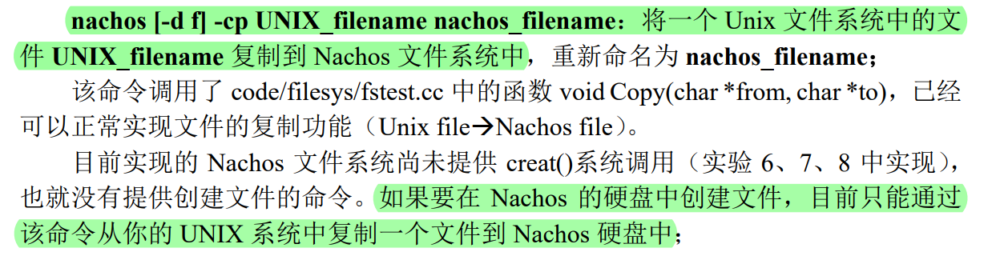 nachos [-d f] -cp UNIX_filename nachos_filename：将一个 Unix 文件系统中的文
件 UNIX_filename 复制到 Nachos 文件系统中，重新命名为 nachos_filename；
该命令调用了 code/filesys/fstest.cc 中的函数 void Copy(char *from, char *to)，已经
可以正常实现文件的复制功能（Unix file→Nachos file）。
目前实现的 Nachos 文件系统尚未提供 creat()系统调用（实验 6、7、8 中实现），
也就没有提供创建文件的命令。如果要在 Nachos 的硬盘中创建文件，目前只能通过
该命令从你的 UNIX 系统中复制一个文件到 Nachos 硬盘中；